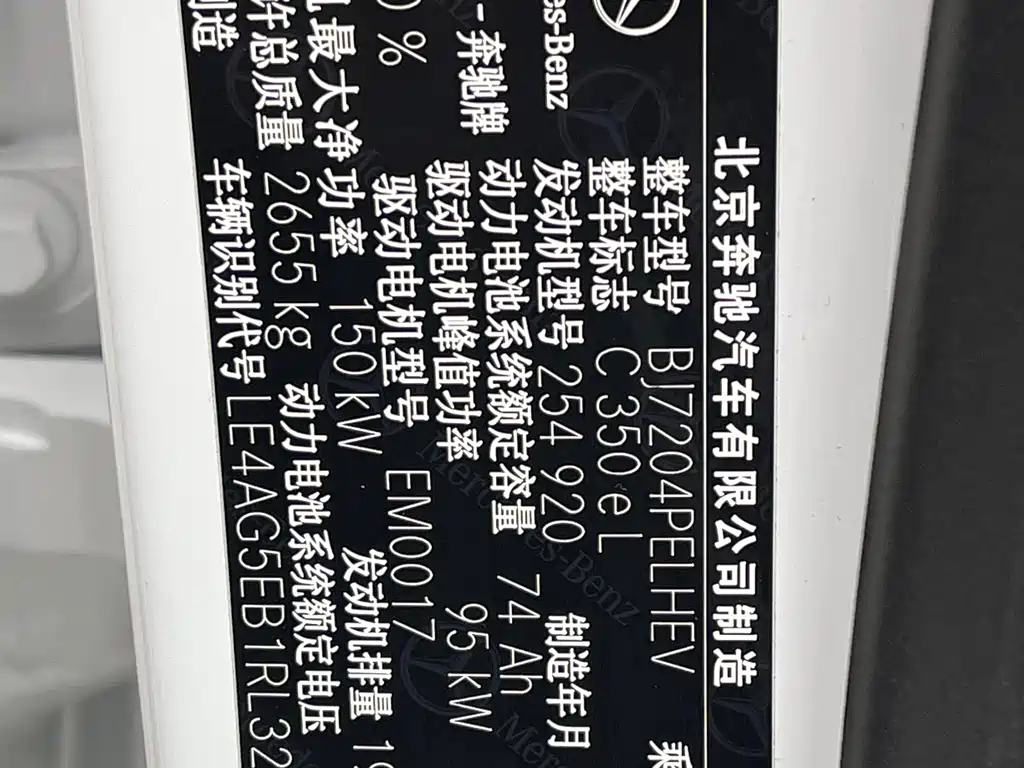 北京奔驰汽车有限公司制造
整车型号 BJ7204PELHEV 乘
整车标志 C 350 e L
es-Benz 发动机型号 254 920 制造年月
-奔驰牌 动力电池系统额定容量 74 Ah
驱动电机峰值功率 95 kW
% 驱动电机型号 EM0017
最大净功率 150 kW 发动机排量 19
许总质量 2655 kg 动力电池系统额定电压
制造 车辆识别代号 LE4AG5EB1RL32